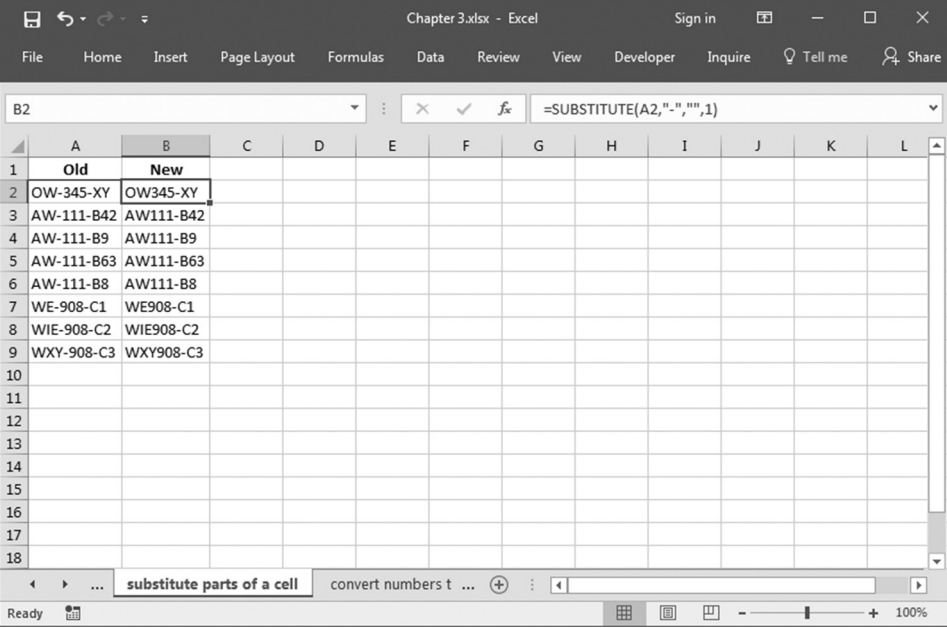 Chapter 3.xlsx - Excel Sign in
File Home Insert Page Layout Formulas Data Review View Developer Inquire Tell me Share
B2 fx =SUBSTITUTE(A2,"-","",1)
A B C D E F G H I J K L
1 Old New
2 OW-345-XY OW345-XY
3 AW-111-B42 AW111-B42
4 AW-111-B9 AW111-B9
5 AW-111-B63 AW111-B63
6 AW-111-B8 AW111-B8
7 WE-908-C1 WE908-C1
8 WIE-908-C2 WIE908-C2
9 WXY-908-C3 WXY908-C3
10
11
12
13
14
15
16
17
18
... substitute parts of a cell convert numbers t ...
Ready 100%